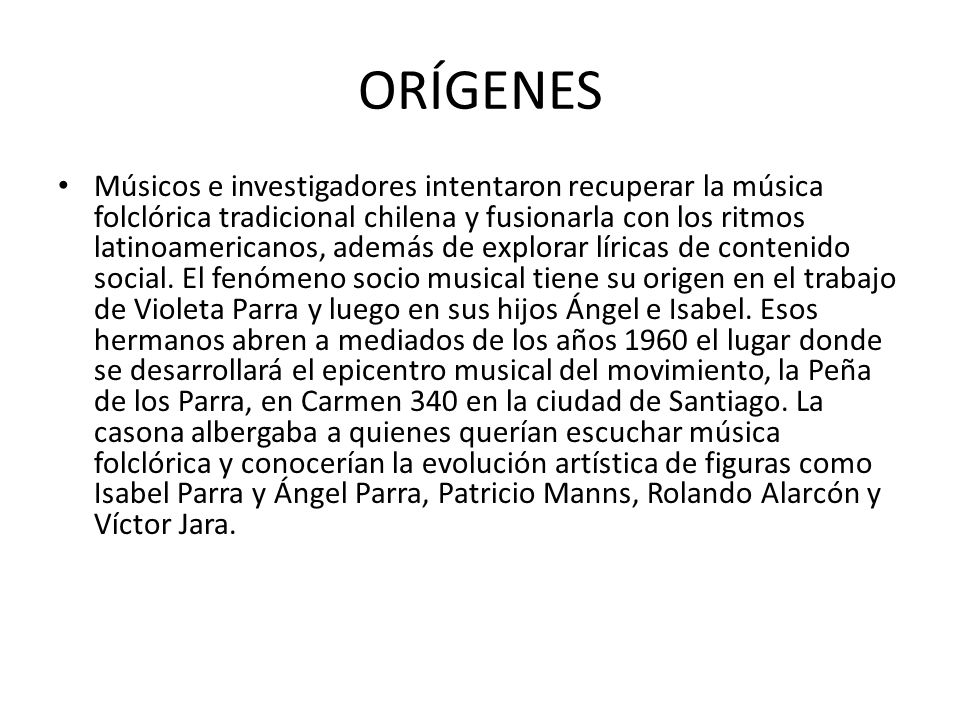 ORÍGENES
• Músicos e investigadores intentaron recuperar la música
folclórica tradicional chilena y fusionarla con los ritmos
latinoamericanos, además de explorar líricas de contenido
social. El fenómeno socio musical tiene su origen en el trabajo
de Violeta Parra y luego en sus hijos Ángel e Isabel. Esos
hermanos abren a mediados de los años 1960 el lugar donde
se desarrollará el epicentro musical del movimiento, la Peña
de los Parra, en Carmen 340 en la ciudad de Santiago. La
casona albergaba a quienes querían escuchar música
folclórica y conocerían la evolución artística de figuras como
Isabel Parra y Ángel Parra, Patricio Manns, Rolando Alarcón y
Víctor Jara.